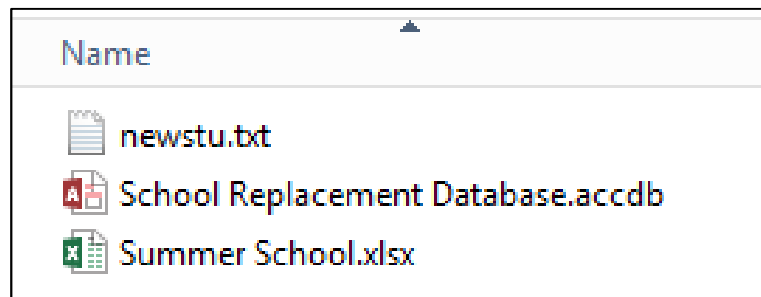 Name
newstu.txt
School Replacement Database.accdb
Summer School.xlsx